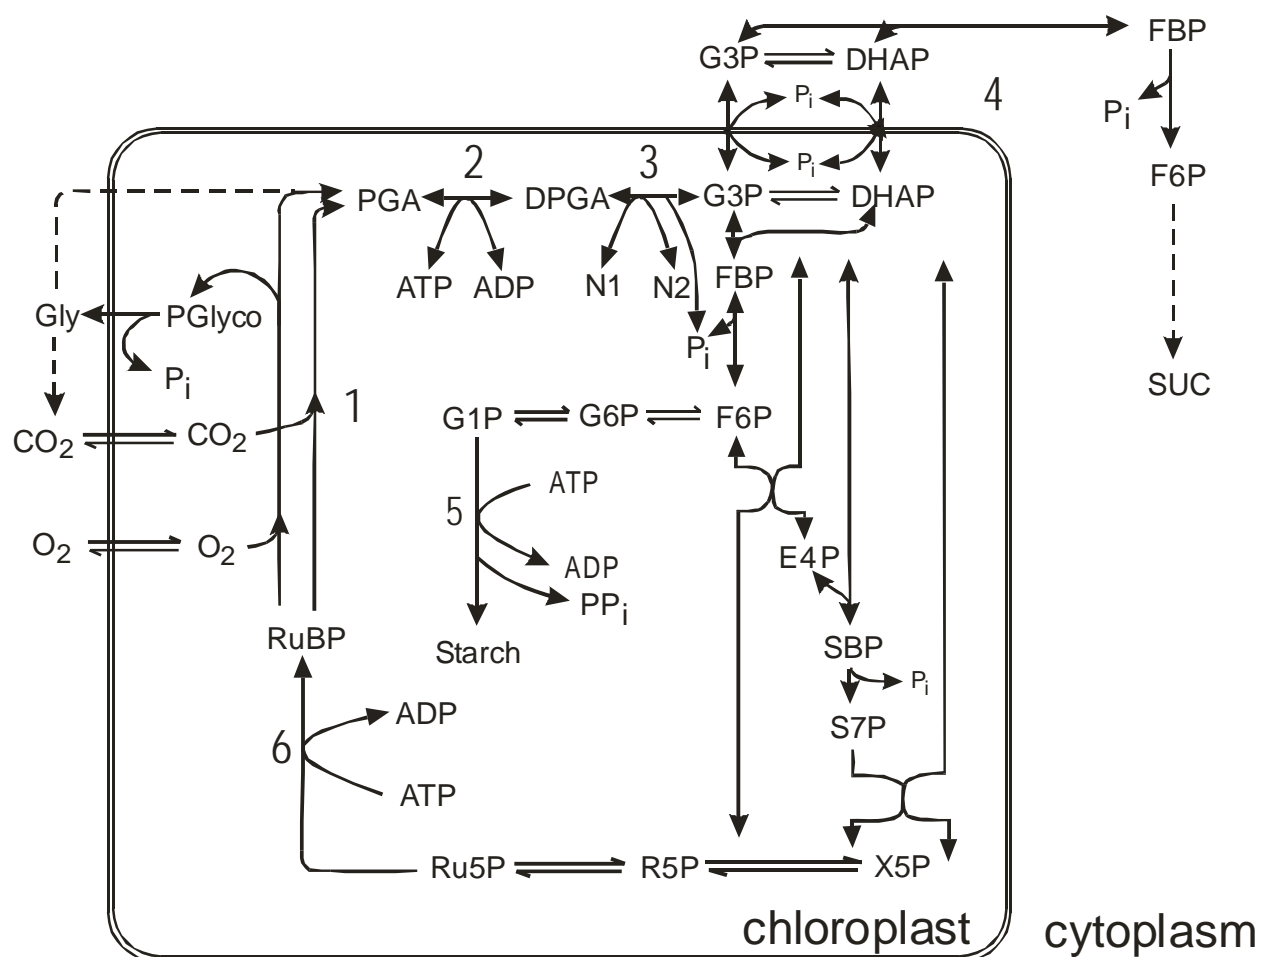 FBP
G3P DHAP
Pi 4
Pi
2 3 Pi
PGA DPGA G3P DHAP F6P
ATP ADP N1 N2 FBP
Gly PGlyco
Pi
Pi SUC
1
CO2 CO2 G1P G6P F6P
ATP
5
O2 O2 ADP E4P
PPi
RuBP Starch SBP
Pi
ADP S7P
6
ATP
Ru5P R5P X5P
chloroplast cytoplasm